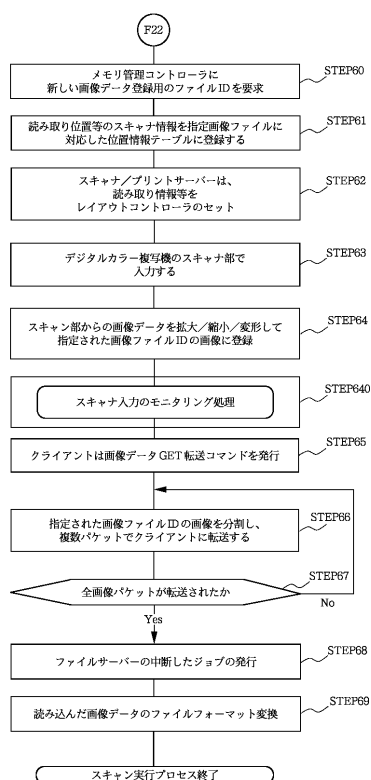 F22
メモリ管理コントローラに
新しい画像データ登録用のファイルIDを要求
STEP60
読み取り位置等のスキャナ情報を指定画像ファイルに
対応した位置情報テーブルに登録する
STEP61
スキャナ／プリントサーバーは、
読み取り情報等を
レイアウトコントローラのセット
STEP62
デジタルカラー複写機のスキャナ部で
入力する
STEP63
スキャン部からの画像データを拡大／縮小／変形して
指定された画像ファイルIDの画像に登録
STEP64
スキャナ入力のモニタリング処理
STEP640
クライアントは画像データGET転送コマンドを発行
STEP65
指定された画像ファイルIDの画像を分割し、
複数パケットでクライアントに転送する
STEP66
全画像パケットが転送されたか
STEP67
No
Yes
ファイルサーバーの中断したジョブの発行
STEP68
読み込んだ画像データのファイルフォーマット変換
STEP69
スキャン実行プロセス終了